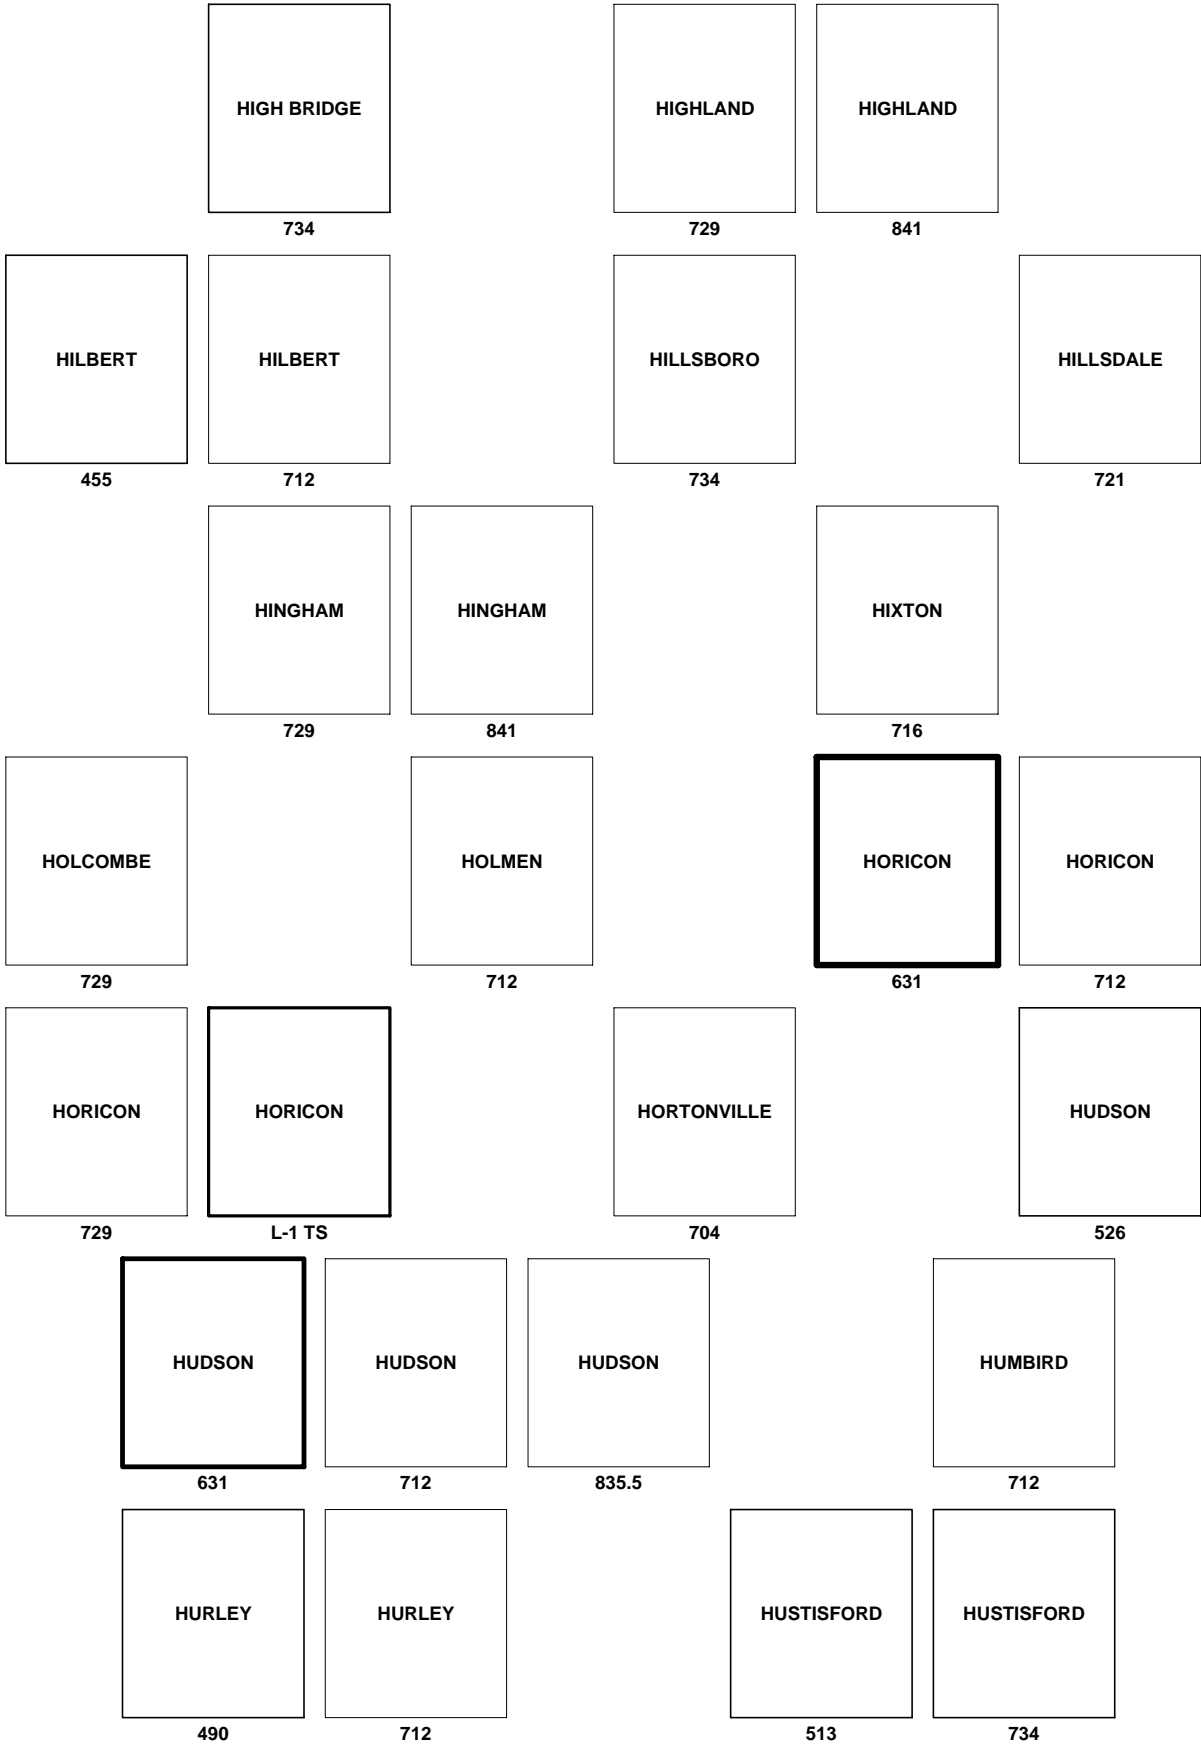 HIGH BRIDGE HIGHLAND HIGHLAND
734 729 841
HILBERT HILBERT HILLSBORO HILLSDALE
455 712 734 721
HINGHAM HINGHAM HIXTON
729 841 716
HOLCOMBE HOLMEN HORICON HORICON
729 712 631 712
HORICON HORICON HORTONVILLE HUDSON
729 L-1 TS 704 526
HUDSON HUDSON HUDSON HUMBIRD
631 712 835.5 712
HURLEY HURLEY HUSTISFORD HUSTISFORD
490 712 513 734